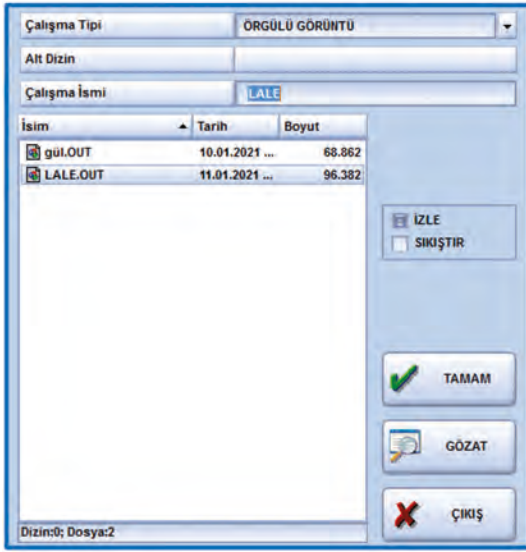 Çalışma Tipi ÖRGÜLÜ GÖRÜNTÜ
Alt Dizin
Çalışma İsmi LALE
İsim Tarih Boyut
gül.OUT 10.01.2021 ... 68.862
LALE.OUT 11.01.2021 ... 96.382
İZLE
SIKIŞTIR
TAMAM
GÖZAT
ÇIKIŞ
Dizin:0; Dosya:2